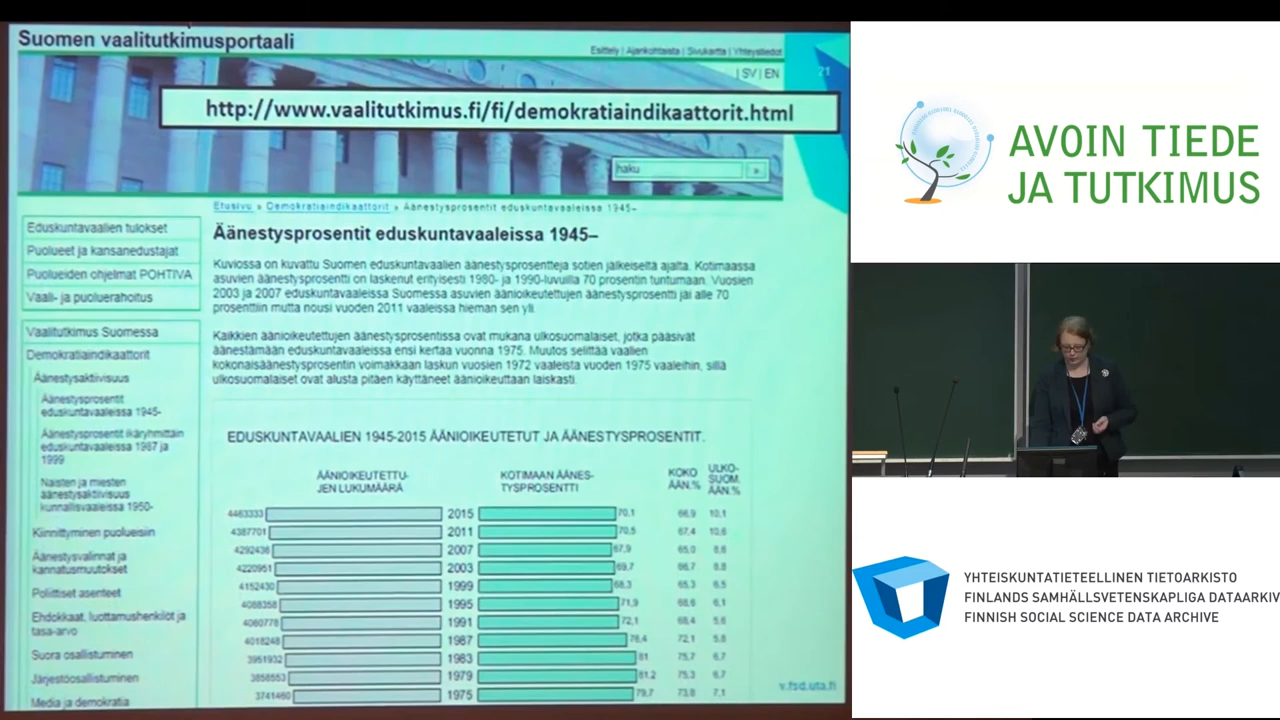 Suomen vaalitutkimusportaali
Esittely | Ajankohtaista | Sivukartta | Yhteystiedot
21
| SV | EN
http://www.vaalitutkimus.fi/fi/demokratiaindikaattorit.html
haku
»
Etusivu » Demokratiaindikaattorit » Äänestysprosentit eduskuntavaaleissa 1945–
Eduskuntavaalien tulokset
Puolueet ja kansanedustajat
Puolueiden ohjelmat POHTIVA
Vaali- ja puoluerahoitus
Vaalitutkimus Suomessa
Demokratiaindikaattorit
Äänestysaktiivisuus
Äänestysprosentit
eduskuntavaaleissa 1945-
Äänestysprosentit ikäryhmittäin
eduskuntavaaleissa 1987 ja
1999
Naisten ja miesten
äänestysaktiivisuus
kunnallisvaaleissa 1950-
Kiinnittyminen puolueisiin
Äänestysvalinnat ja
kannatusmuutokset
Poliittiset asenteet
Ehdokkaat, luottamushenkilöt ja
tasa-arvo
Suora osallistuminen
Järjestöosallistuminen
Media ja demokratia
Äänestysprosentit eduskuntavaaleissa 1945–
Kuviossa on kuvattu Suomen eduskuntavaalien äänestysprosentteja sotien jälkeiseltä ajalta. Kotimaassa
asuvien äänestysprosentti on laskenut erityisesti 1980- ja 1990-luvuilla 70 prosentin tuntumaan. Vuosien
2003 ja 2007 eduskuntavaaleissa Suomessa asuvien äänioikeutettujen äänestysprosentti jäi alle 70
prosenttiin mutta nousi vuoden 2011 vaaleissa hieman sen yli.
Kaikkien äänioikeutettujen äänestysprosentissa ovat mukana ulkosuomalaiset, jotka pääsivät
äänestämään eduskuntavaaleissa ensi kertaa vuonna 1975. Muutos selittää vaalien
kokonaisäänestysprosentin voimakkaan laskun vuosien 1972 vaaleista vuoden 1975 vaaleihin, sillä
ulkosuomalaiset ovat alusta pitäen käyttäneet äänioikeuttaan laiskasti.
EDUSKUNTAVAALIEN 1945-2015 ÄÄNIOIKEUTETUT JA ÄÄNESTYSPROSENTIT.
ÄÄNIOIKEUTETTU-
JEN LUKUMÄÄRÄ
KOTIMAAN ÄÄNES-
TYSPROSENTTI
KOKO
ÄÄN.%
ULKO-
SUOM.
ÄÄN.%
4463333 2015 70,1 66,9 10,1
4387701 2011 70,5 67,4 10,6
4292436 2007 67,9 65,0 8,6
4220951 2003 69,7 66,7 8,8
4152430 1999 68,3 65,3 6,5
4088358 1995 71,9 68,6 6,1
4060778 1991 72,1 68,4 5,6
4018248 1987 76,4 72,1 5,8
3951932 1983 81 75,7 6,7
3858553 1979 81,2 75,3 6,7
3741460 1975 79,7 73,8 7,1
v.fsd.uta.fi
AVOIN TIEDE
JA TUTKIMUS
YHTEISKUNTATIETEELLINEN TIETOARKISTO
FINLANDS SAMHÄLLSVETENSKAPLIGA DATAARKIV
FINNISH SOCIAL SCIENCE DATA ARCHIVE